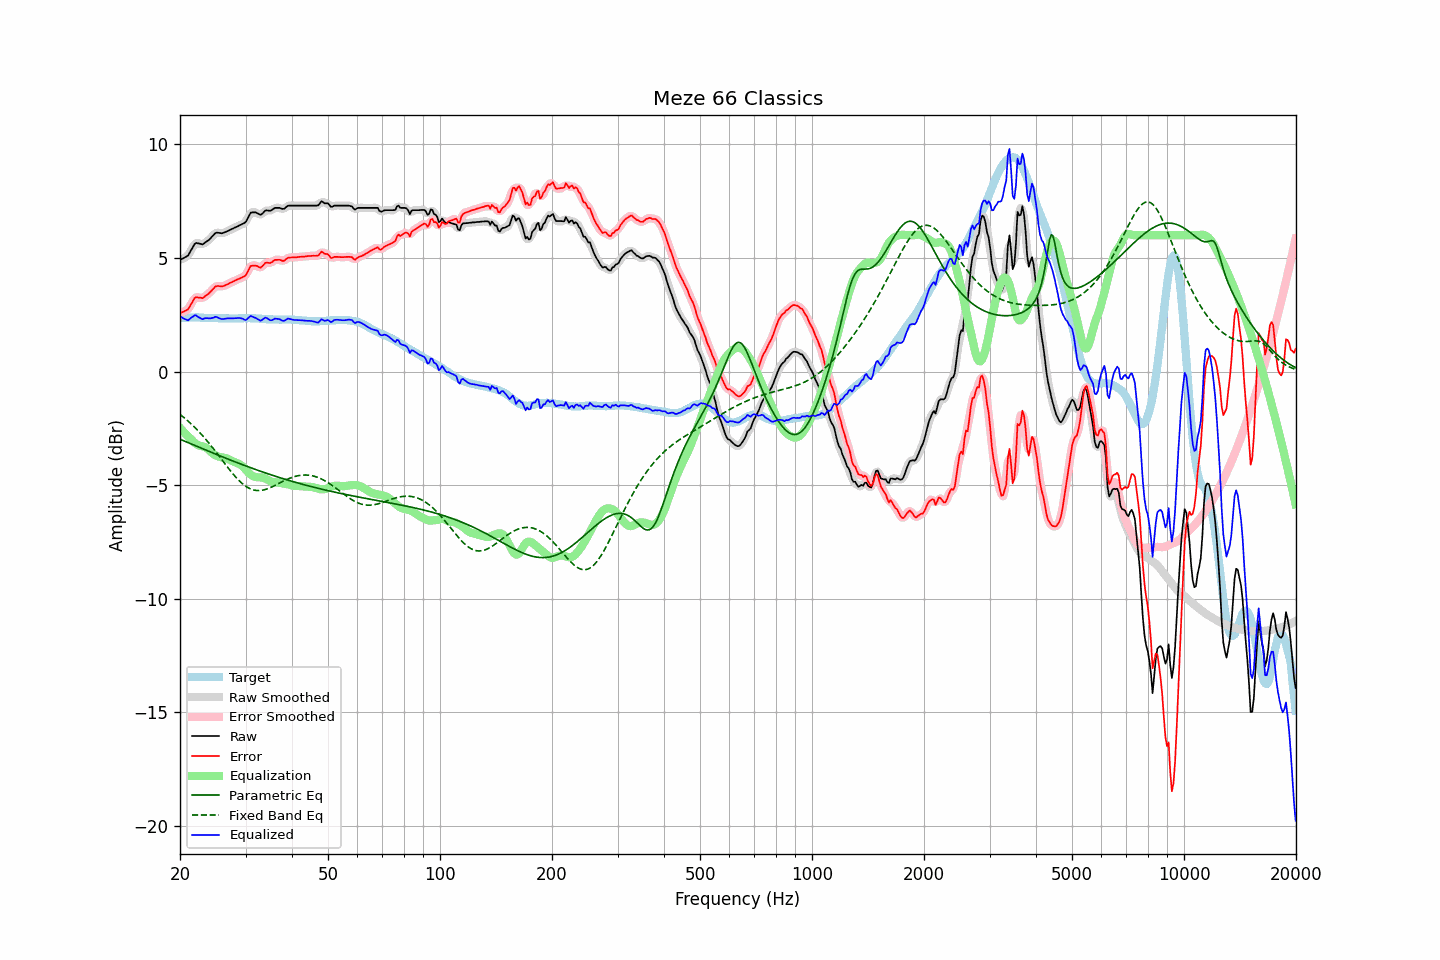 Meze 66 Classics
10
5
0
−5
−10
−15
−20
Amplitude (dBr)
Target
Raw Smoothed
Error Smoothed
Raw
Error
Equalization
Parametric Eq
Fixed Band Eq
Equalized
20 50 100 200 500 1000 2000 5000 10000 20000
Frequency (Hz)